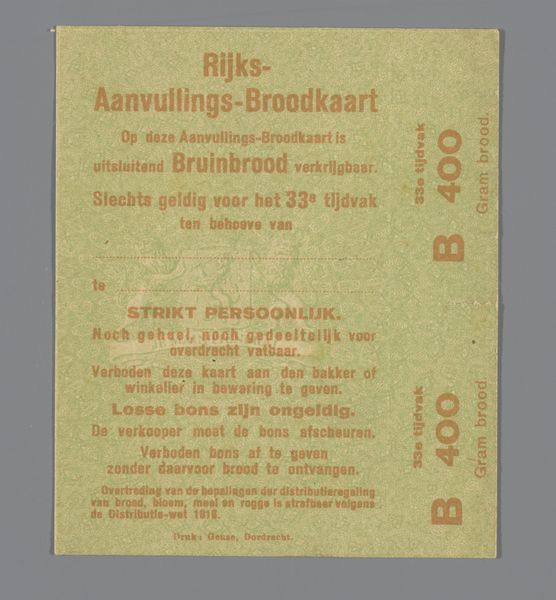 Rijks-
Aanvullings-Broodkaart
Op deze Aanvullings-Broodkaart is
uitsluitend Bruinbrood verkrijgbaar.
Slechts geldig voor het 33e tijdvak
ten behoeve van
te
STRIKT PERSOONLIJK.
Noch geheel, noch gedeeltelijk voor
overdracht vatbaar.
Verboden deze kaart aan den bakker of
winkelier in bewaring te geven.
Losse bons zijn ongeldig.
De verkooper moet de bons afscheuren.
Verboden bons af te geven
zonder daarvoor brood te ontvangen.
Overtreding van de bepalingen der distributieregeling
van brood, bloem, meel en rogge is strafbaar volgens
de Distributie-wet 1916.
Druk: Geuse, Dordrecht.
33e tijdvak
B 400
Gram brood.
33e tijdvak
B 400
Gram brood.